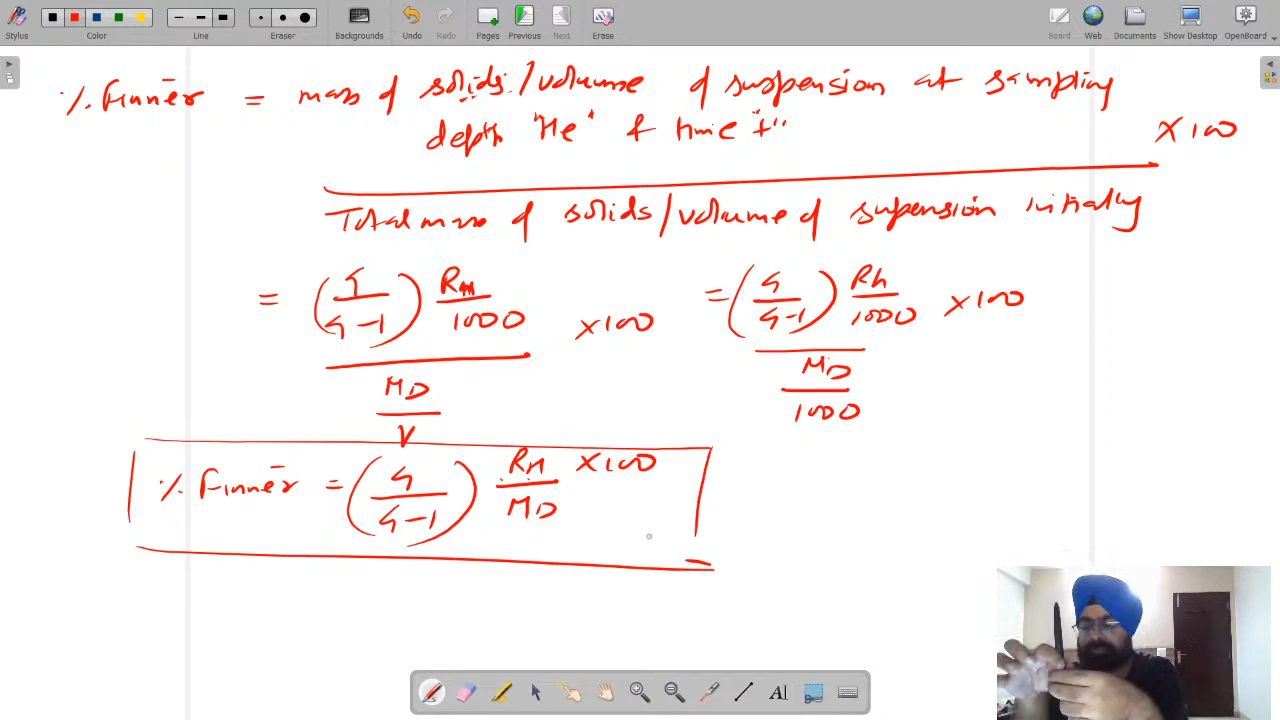 Stylus Color Line Eraser Backgrounds Undo Redo Pages Previous Next Erase Board Web Documents Show Desktop OpenBoard
% Finner = mass of solids/volume of suspension at sampling
depth "He" & time "t" × 100
Total mass of solids/volume of supension initially
= (G/G-1) RH/1000 / MD/V × 100 = (G/G-1) Rh/1000 / MD/1000 × 100
% Finner = (G/G-1) RH/MD × 100